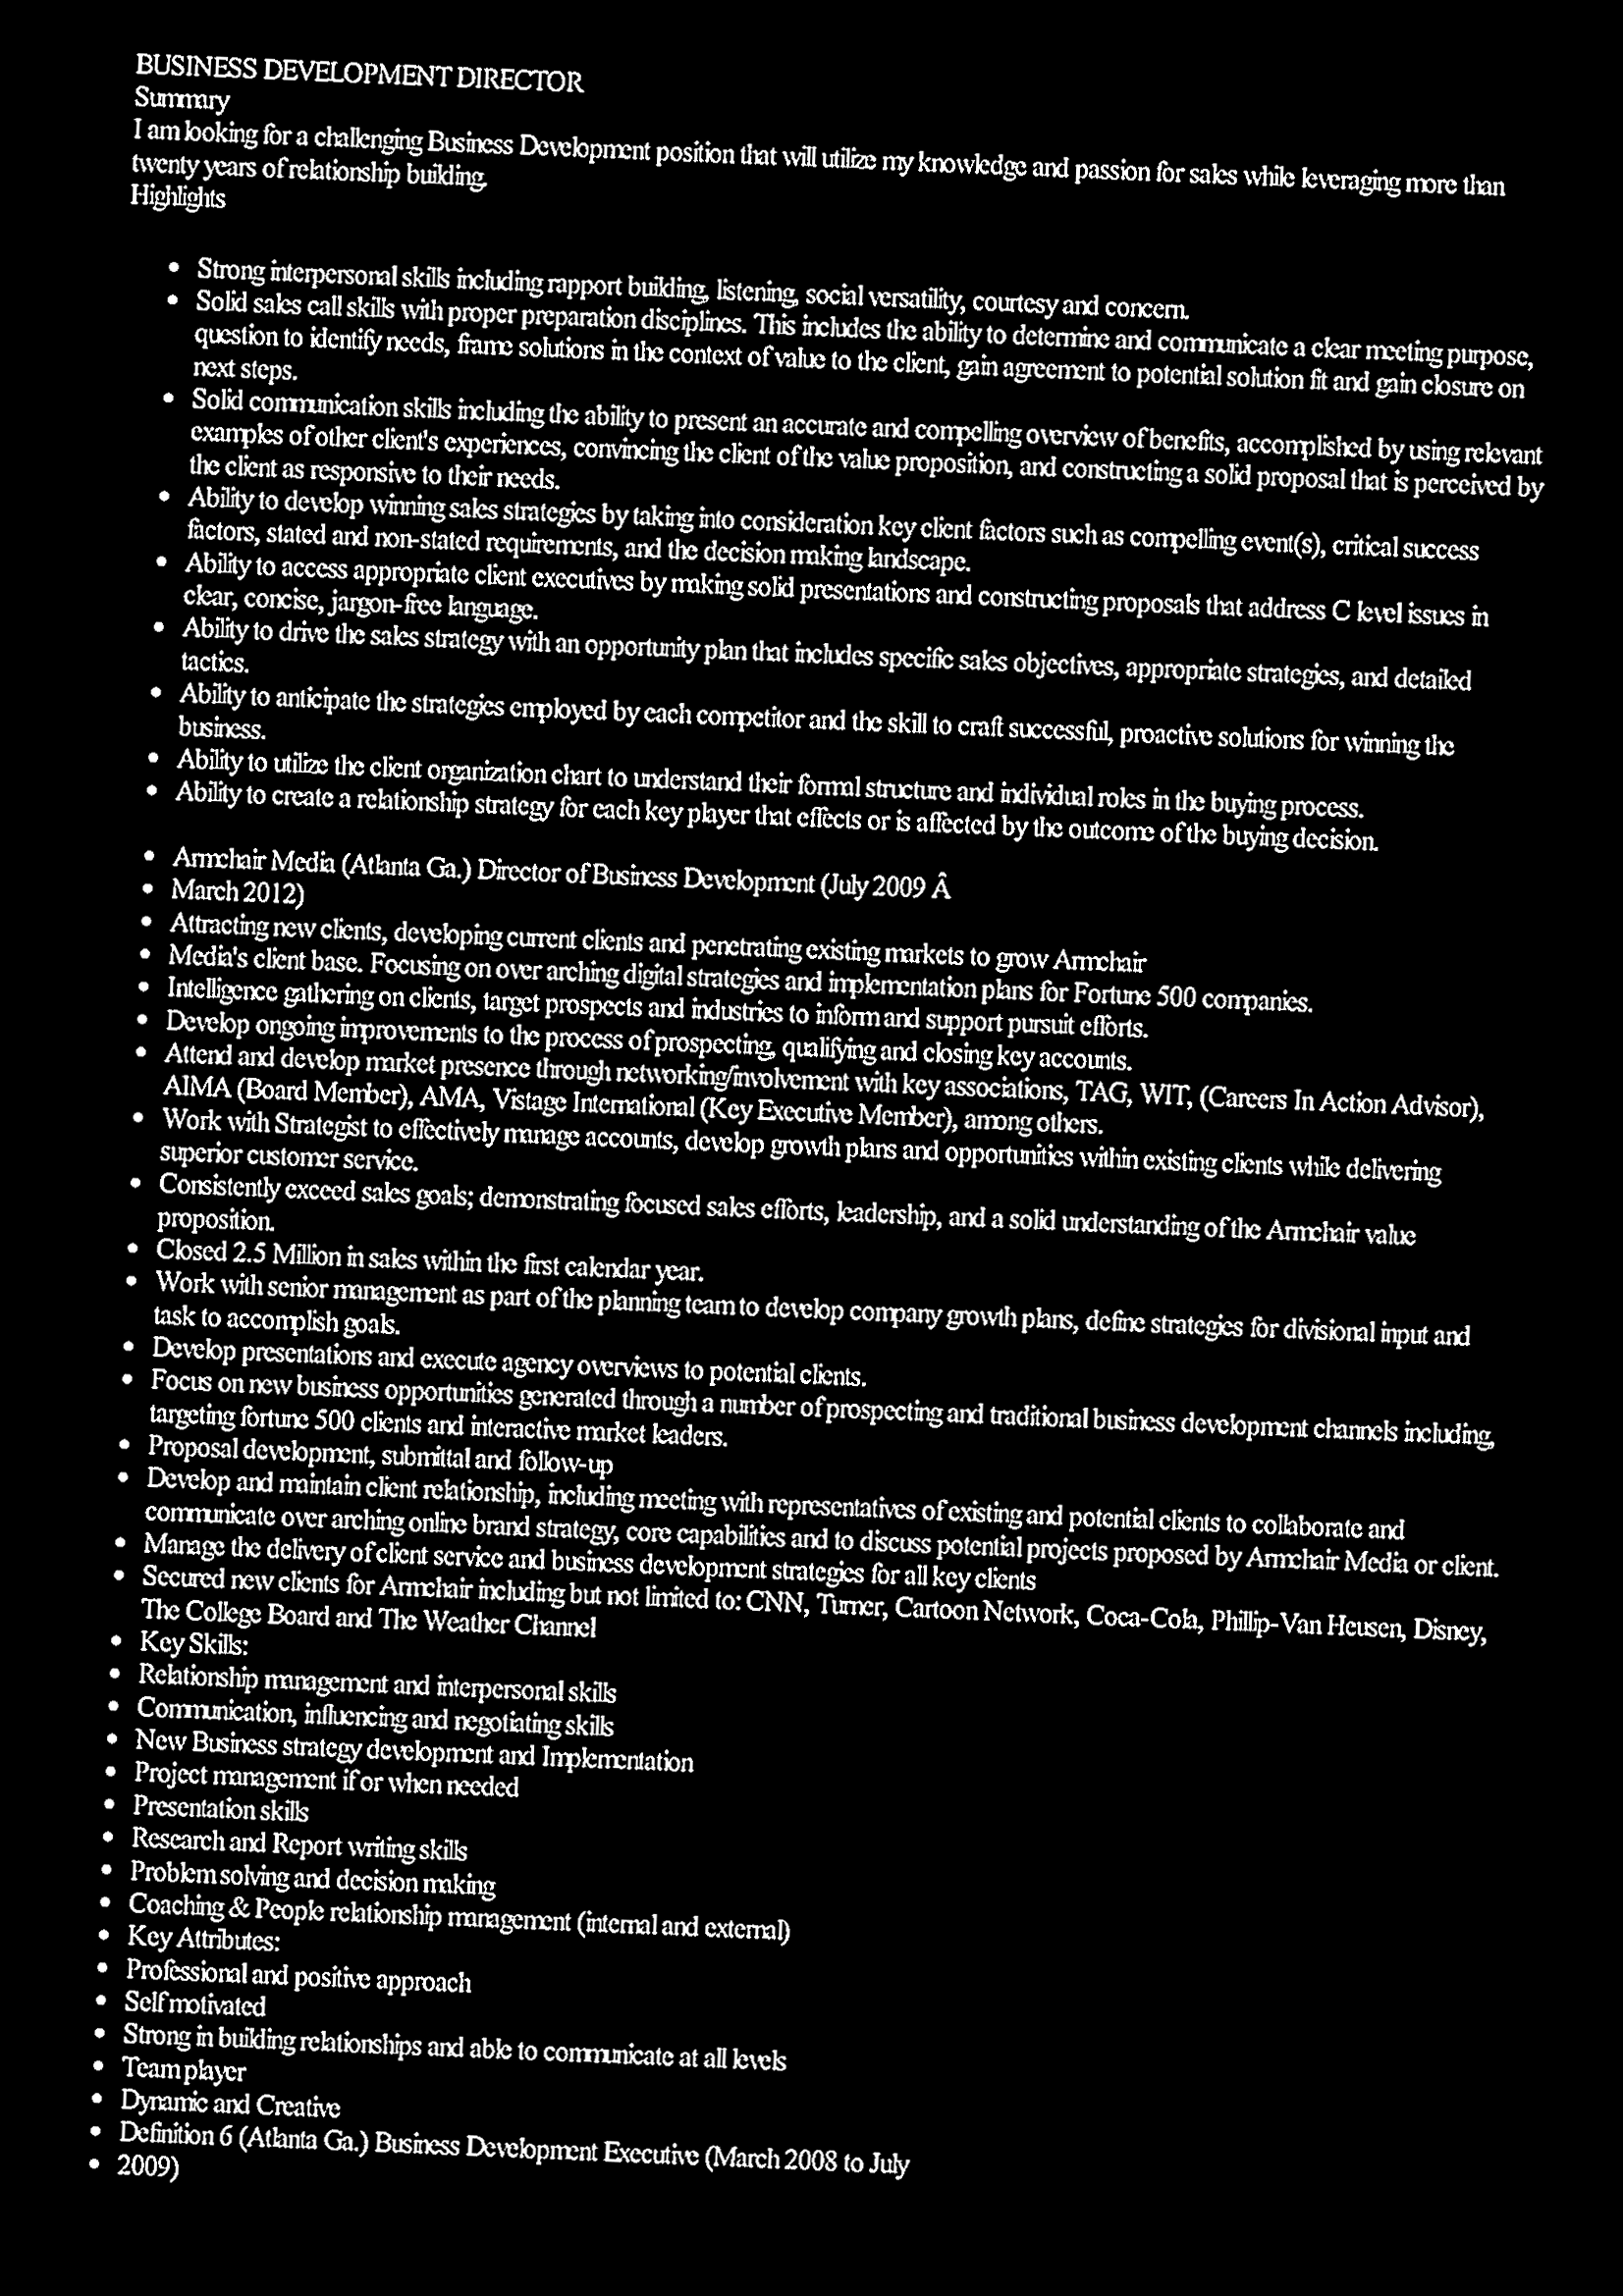 BUSINESS DEVELOPMENT DIRECTOR
Summary
I am looking for a challenging Business Development position that will utilize my knowledge and passion for sales while leveraging more than
twenty years of relationship building.
Highlights
• Strong interpersonal skills including rapport building, listening, social versatility, courtesy and concern.
• Solid sales call skills with proper preparation disciplines. This includes the ability to determine and communicate a clear meeting purpose,
question to identify needs, frame solutions in the context of value to the client, gain agreement to potential solution fit and gain closure on
next steps.
• Solid communication skills including the ability to present an accurate and compelling overview of benefits, accomplished by using relevant
examples of other client's experiences, convincing the client of the value proposition, and constructing a solid proposal that is perceived by
the client as responsive to their needs.
• Ability to develop winning sales strategies by taking into consideration key client factors such as compelling event(s), critical success
factors, stated and non-stated requirements, and the decision making landscape.
• Ability to access appropriate client executives by making solid presentations and constructing proposals that address C level issues in
clear, concise, jargon-free language.
• Ability to drive the sales strategy with an opportunity plan that includes specific sales objectives, appropriate strategies, and detailed
tactics.
• Ability to anticipate the strategies employed by each competitor and the skill to craft successful, proactive solutions for winning the
business.
• Ability to utilize the client organization chart to understand their formal structure and individual roles in the buying process.
• Ability to create a relationship strategy for each key player that effects or is affected by the outcome of the buying decision.
• Armchair Media (Atlanta Ga.) Director of Business Development (July 2009 Â
• March 2012)
• Attracting new clients, developing current clients and penetrating existing markets to grow Armchair
• Media's client base. Focusing on over arching digital strategies and implementation plans for Fortune 500 companies.
• Intelligence gathering on clients, target prospects and industries to inform and support pursuit efforts.
• Develop ongoing improvements to the process of prospecting, qualifying and closing key accounts.
• Attend and develop market presence through networking/involvement with key associations, TAG, WIT, (Careers In Action Advisor),
AIMA (Board Member), AMA, Vistage International (Key Executive Member), among others.
• Work with Strategist to effectively manage accounts, develop growth plans and opportunities within existing clients while delivering
superior customer service.
• Consistently exceed sales goals; demonstrating focused sales efforts, leadership, and a solid understanding of the Armchair value
proposition.
• Closed 2.5 Million in sales within the first calendar year.
• Work with senior management as part of the planning team to develop company growth plans, define strategies for divisional input and
task to accomplish goals.
• Develop presentations and execute agency overviews to potential clients.
• Focus on new business opportunities generated through a number of prospecting and traditional business development channels including,
targeting fortune 500 clients and interactive market leaders.
• Proposal development, submittal and follow-up
• Develop and maintain client relationship, including meeting with representatives of existing and potential clients to collaborate and
communicate over arching online brand strategy, core capabilities and to discuss potential projects proposed by Armchair Media or client.
• Manage the delivery of client service and business development strategies for all key clients
• Secured new clients for Armchair including but not limited to: CNN, Turner, Cartoon Network, Coca-Cola, Phillip-Van Heusen, Disney,
The College Board and The Weather Channel
• Key Skills:
• Relationship management and interpersonal skills
• Communication, influencing and negotiating skills
• New Business strategy development and Implementation
• Project management if or when needed
• Presentation skills
• Research and Report writing skills
• Problem solving and decision making
• Coaching & People relationship management (internal and external)
• Key Attributes:
• Professional and positive approach
• Self motivated
• Strong in building relationships and able to communicate at all levels
• Team player
• Dynamic and Creative
• Definition 6 (Atlanta Ga.) Business Development Executive (March 2008 to July
• 2009)